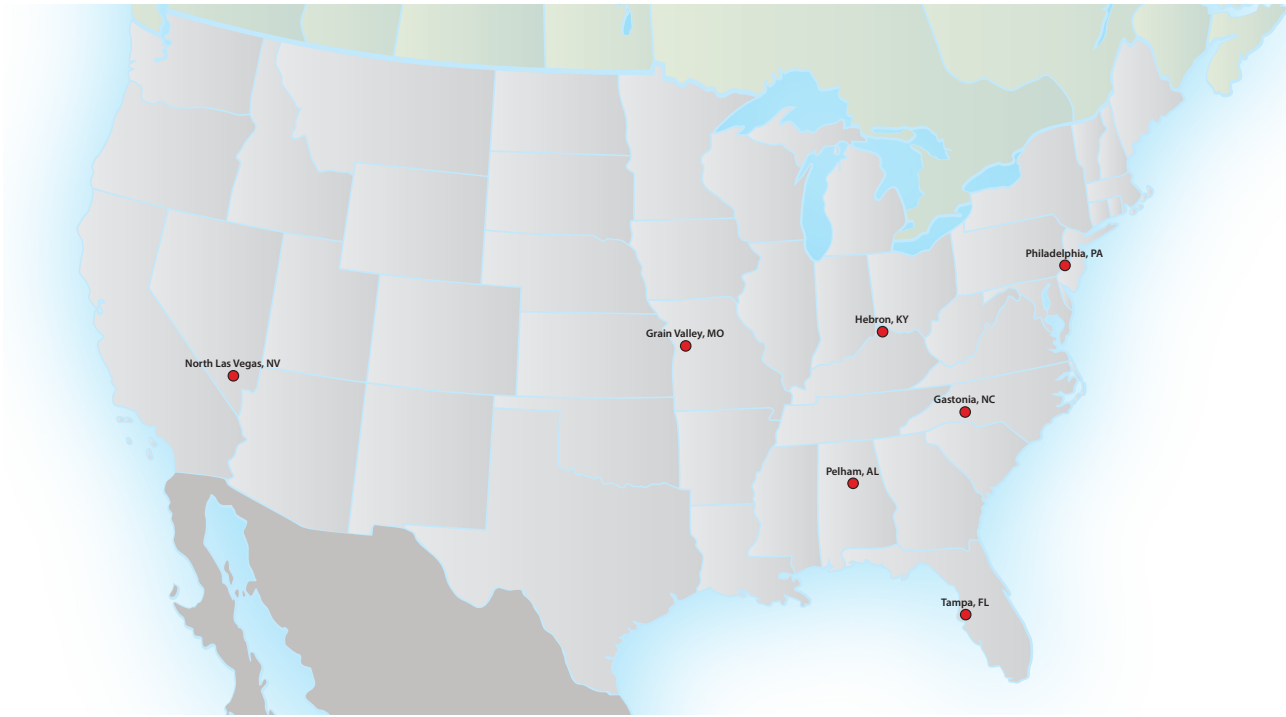 Philadelphia, PA
Hebron, KY
Grain Valley, MO
North Las Vegas, NV
Gastonia, NC
Pelham, AL
Tampa, FL